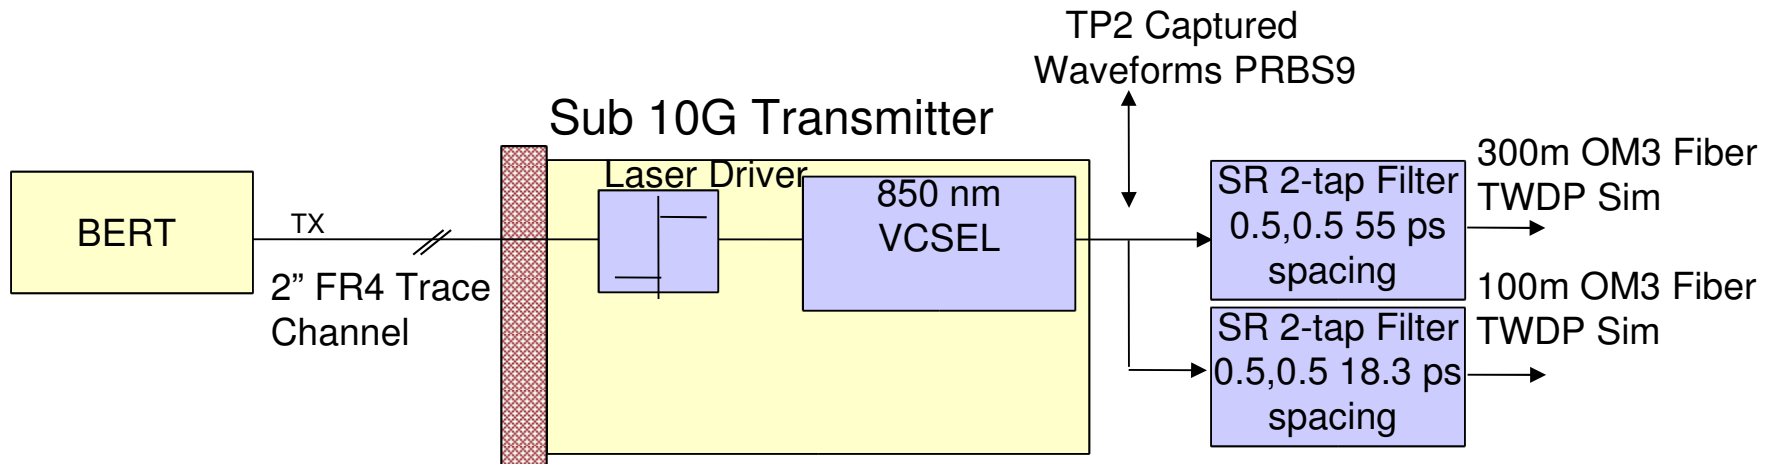 TP2 Captured
Waveforms PRBS9
Sub 10G Transmitter
BERT
TX
2” FR4 Trace
Channel
Laser Driver
850 nm
VCSEL
SR 2-tap Filter
0.5,0.5 55 ps
spacing
300m OM3 Fiber
TWDP Sim
SR 2-tap Filter
0.5,0.5 18.3 ps
spacing
100m OM3 Fiber
TWDP Sim